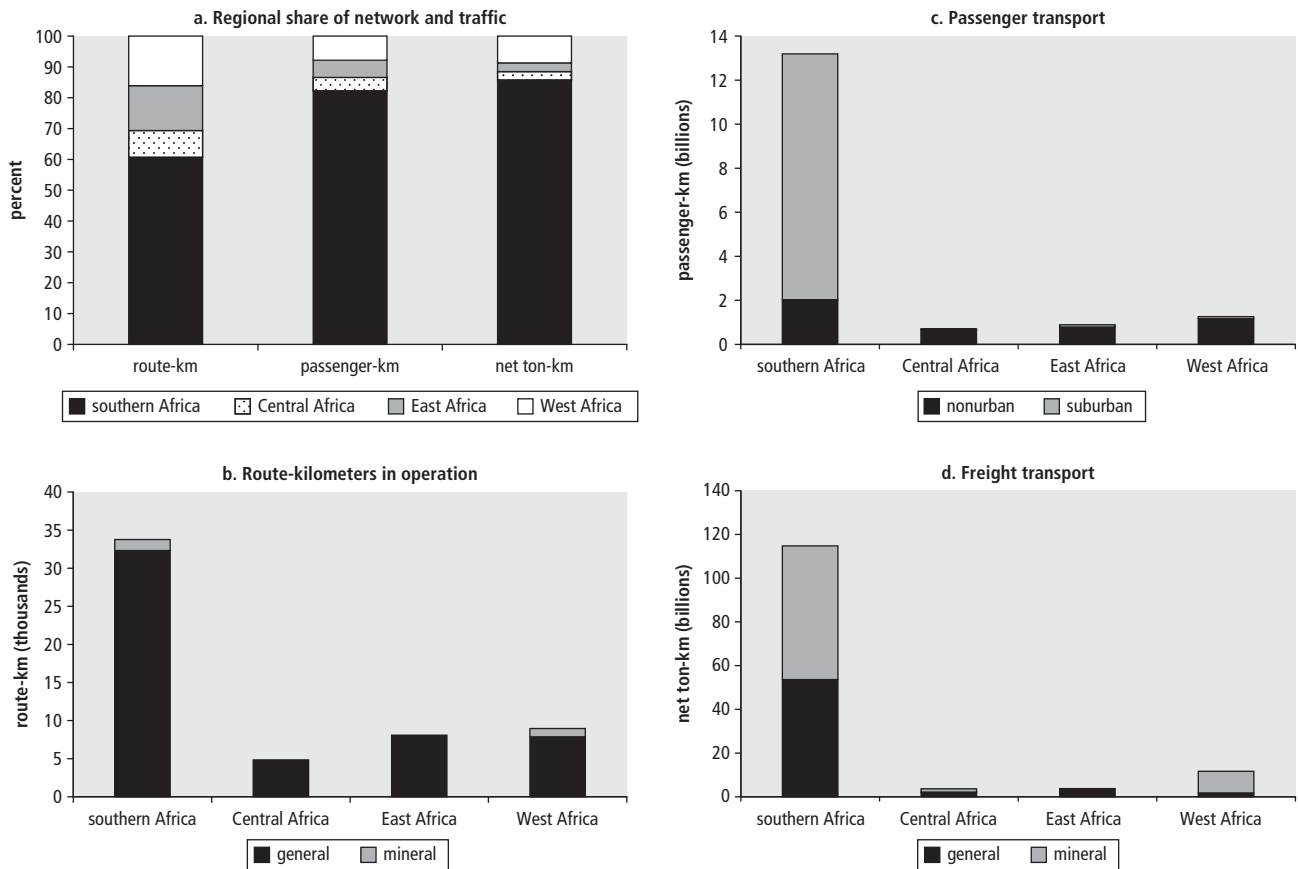 a. Regional share of network and traffic
percent
100
90
80
70
60
50
40
30
20
10
0
route-km passenger-km net ton-km
southern Africa Central Africa East Africa West Africa
b. Route-kilometers in operation
route-km (thousands)
40
35
30
25
20
15
10
5
0
southern Africa Central Africa East Africa West Africa
general mineral
c. Passenger transport
passenger-km (billions)
14
12
10
8
6
4
2
0
southern Africa Central Africa East Africa West Africa
nonurban suburban
d. Freight transport
net ton-km (billions)
140
120
100
80
60
40
20
0
southern Africa Central Africa East Africa West Africa
general mineral